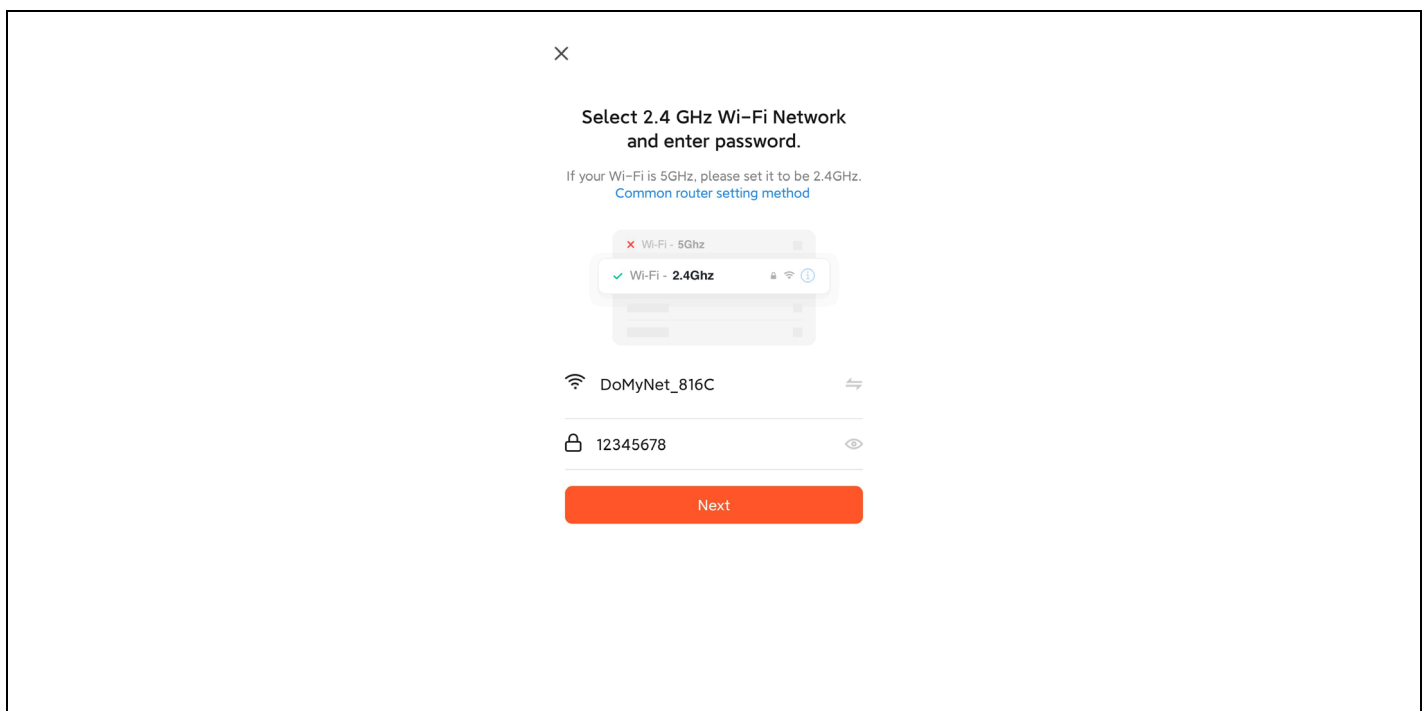 Select 2.4 GHz Wi-Fi Network
and enter password.
If your Wi-Fi is 5GHz, please set it to be 2.4GHz.
Common router setting method
Wi-Fi - 5Ghz
Wi-Fi - 2.4Ghz
DoMyNet_816C
12345678
Next